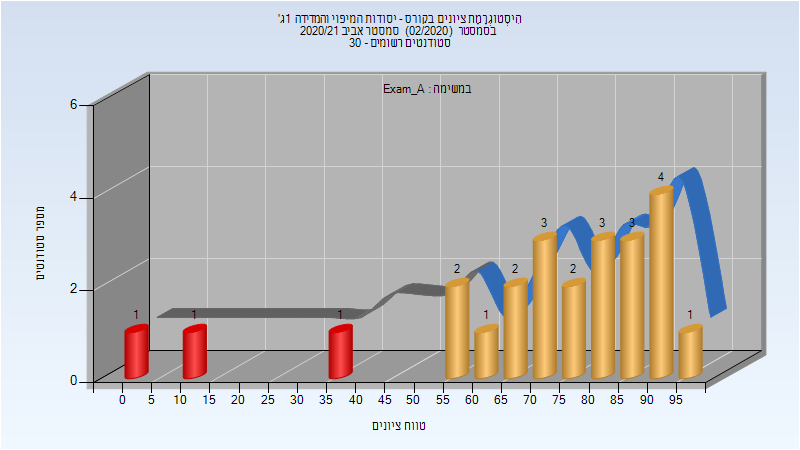 היסטוגרמת ציונים בקורס - יסודות המיפוי והמדידה 1ג'
בסמסטר (02/2020) סמסטר אביב 2020/21
סטודנטים רשומים - 30
במשימה : Exam_A
6
4
2
0
מספר סטודנטים
1 1 1 2 1 2 3 2 3 3 4 1
0 5 10 15 20 25 30 35 40 45 50 55 60 65 70 75 80 85 90 95
טווח ציונים